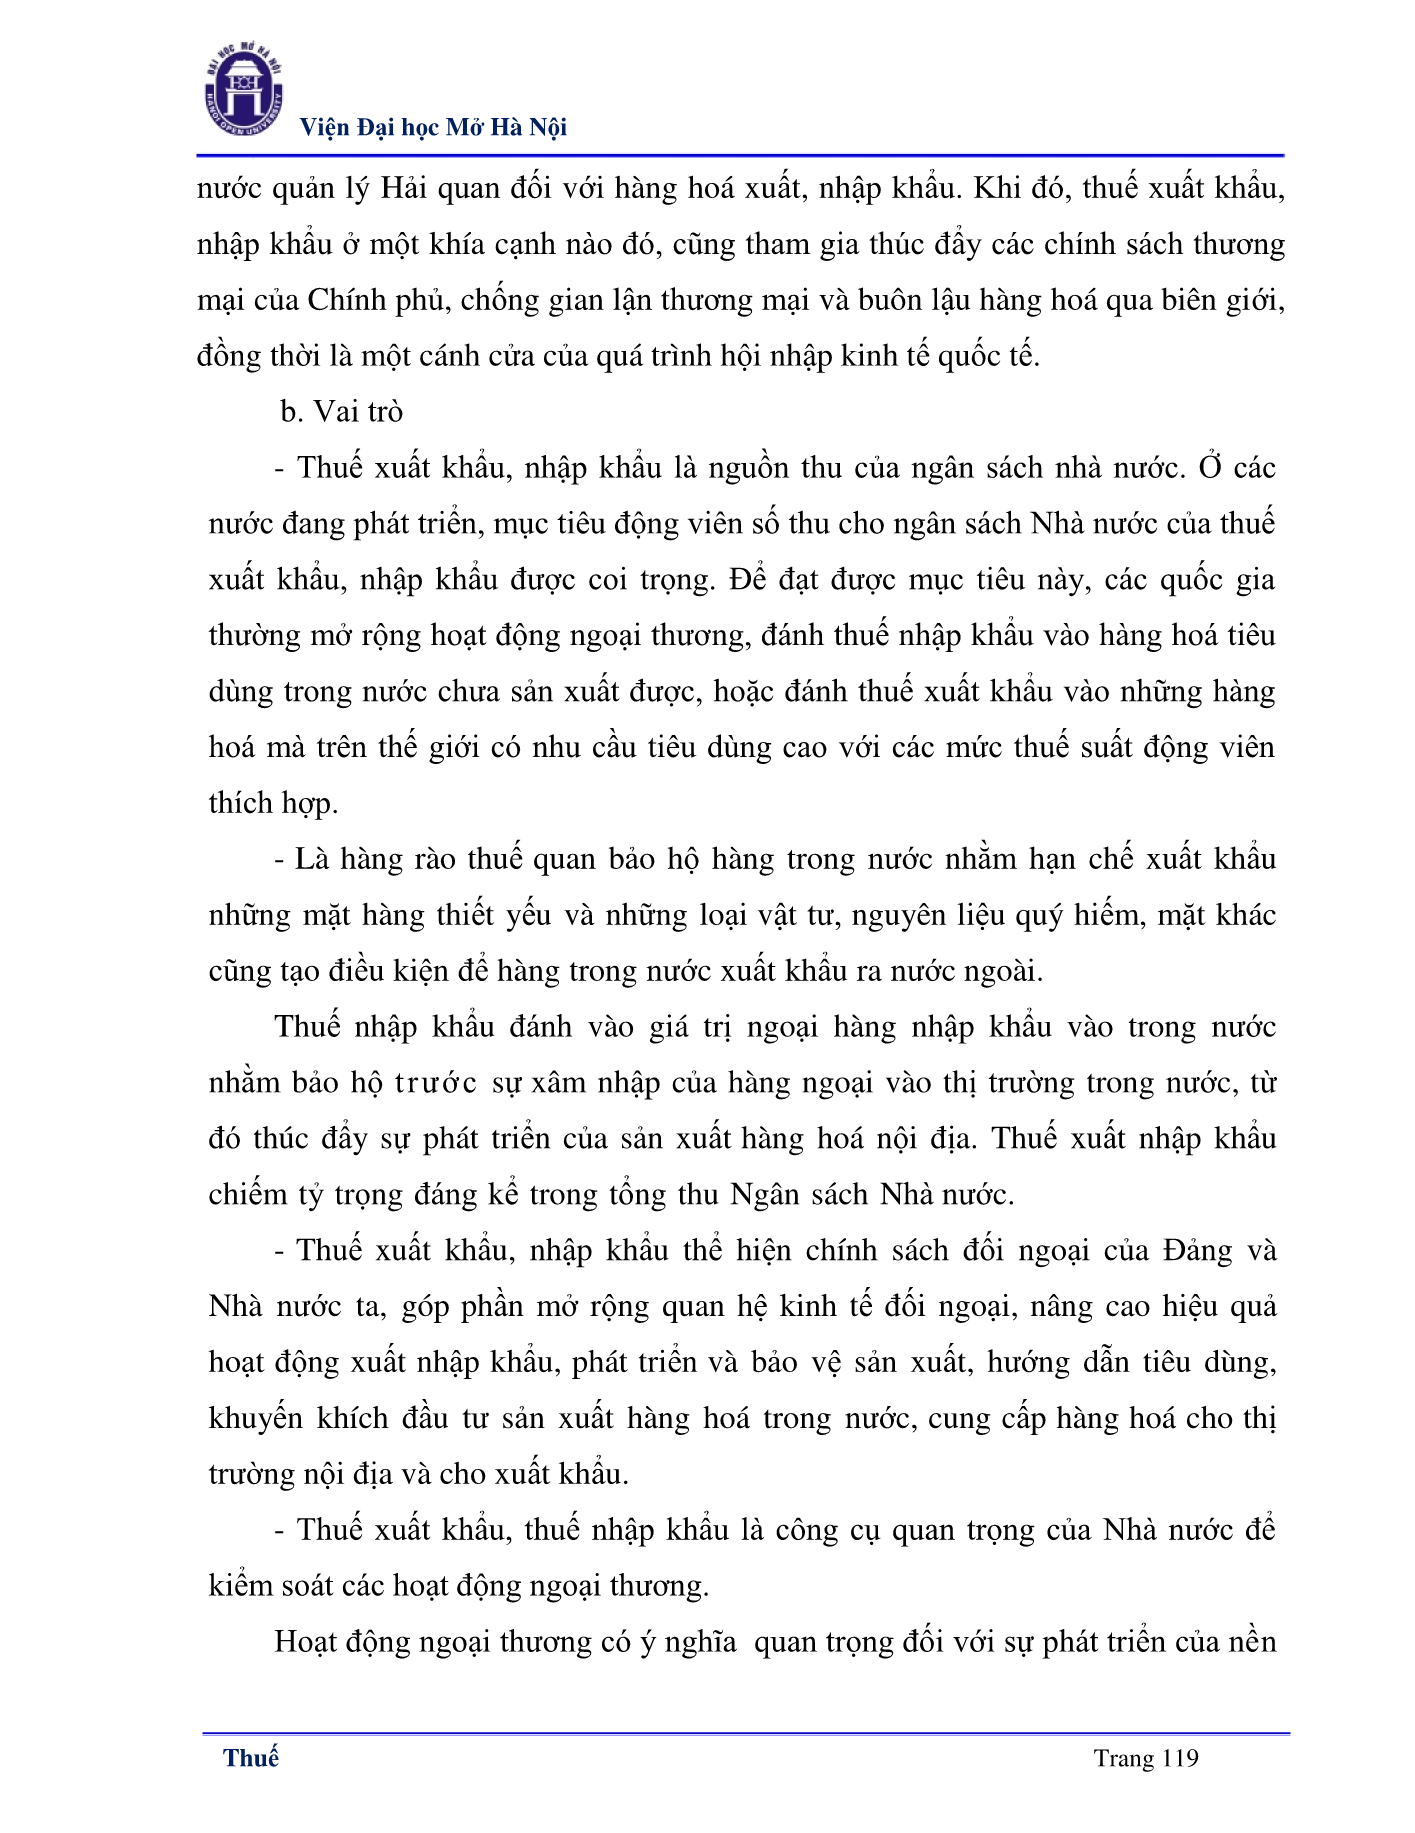 ĐẠI HỌC MỞ HÀ NỘI
HANOI OPEN UNIVERSITY
Viện Đại học Mở Hà Nội
nước quản lý Hải quan đối với hàng hoá xuất, nhập khẩu. Khi đó, thuế xuất khẩu,
nhập khẩu ở một khía cạnh nào đó, cũng tham gia thúc đẩy các chính sách thương
mại của Chính phủ, chống gian lận thương mại và buôn lậu hàng hoá qua biên giới,
đồng thời là một cánh cửa của quá trình hội nhập kinh tế quốc tế.
b. Vai trò
- Thuế xuất khẩu, nhập khẩu là nguồn thu của ngân sách nhà nước. Ở các
nước đang phát triển, mục tiêu động viên số thu cho ngân sách Nhà nước của thuế
xuất khẩu, nhập khẩu được coi trọng. Để đạt được mục tiêu này, các quốc gia
thường mở rộng hoạt động ngoại thương, đánh thuế nhập khẩu vào hàng hoá tiêu
dùng trong nước chưa sản xuất được, hoặc đánh thuế xuất khẩu vào những hàng
hoá mà trên thế giới có nhu cầu tiêu dùng cao với các mức thuế suất động viên
thích hợp.
- Là hàng rào thuế quan bảo hộ hàng trong nước nhằm hạn chế xuất khẩu
những mặt hàng thiết yếu và những loại vật tư, nguyên liệu quý hiếm, mặt khác
cũng tạo điều kiện để hàng trong nước xuất khẩu ra nước ngoài.
Thuế nhập khẩu đánh vào giá trị ngoại hàng nhập khẩu vào trong nước
nhằm bảo hộ trước sự xâm nhập của hàng ngoại vào thị trường trong nước, từ
đó thúc đẩy sự phát triển của sản xuất hàng hoá nội địa. Thuế xuất nhập khẩu
chiếm tỷ trọng đáng kể trong tổng thu Ngân sách Nhà nước.
- Thuế xuất khẩu, nhập khẩu thể hiện chính sách đối ngoại của Đảng và
Nhà nước ta, góp phần mở rộng quan hệ kinh tế đối ngoại, nâng cao hiệu quả
hoạt động xuất nhập khẩu, phát triển và bảo vệ sản xuất, hướng dẫn tiêu dùng,
khuyến khích đầu tư sản xuất hàng hoá trong nước, cung cấp hàng hoá cho thị
trường nội địa và cho xuất khẩu.
- Thuế xuất khẩu, thuế nhập khẩu là công cụ quan trọng của Nhà nước để
kiểm soát các hoạt động ngoại thương.
Hoạt động ngoại thương có ý nghĩa quan trọng đối với sự phát triển của nền
Thuế
Trang 119